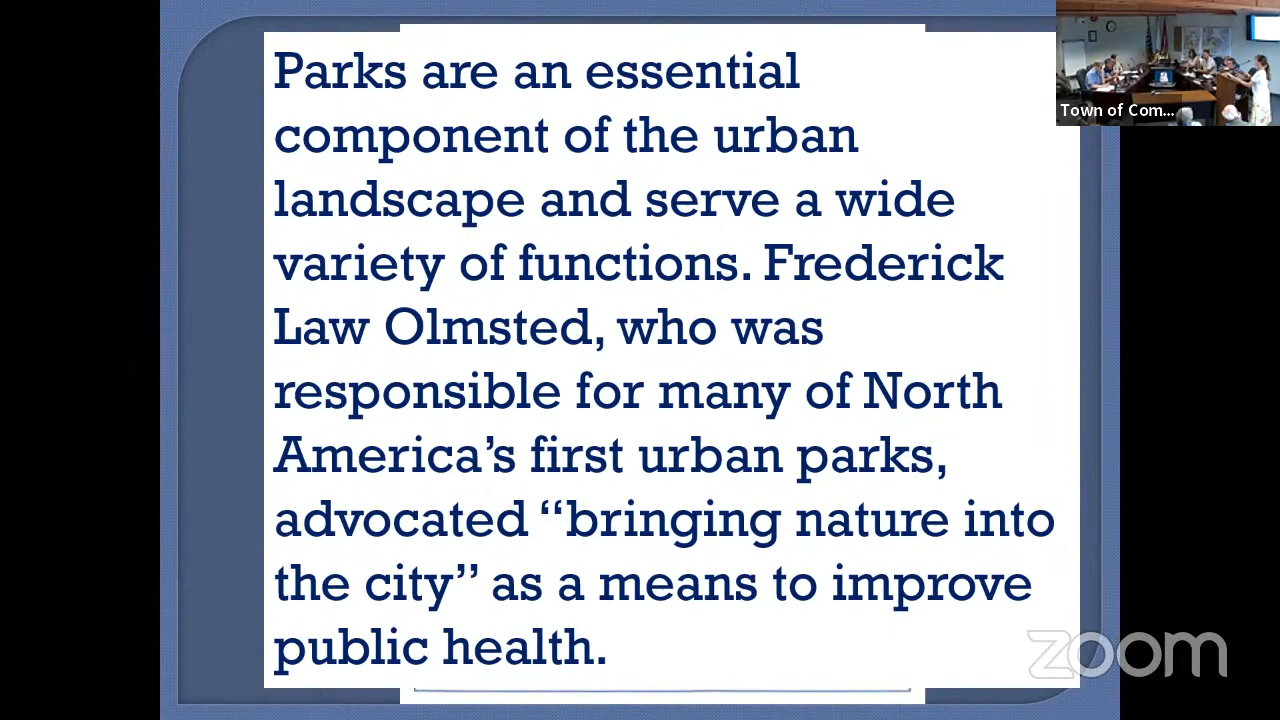 Parks are an essential
component of the urban
landscape and serve a wide
variety of functions. Frederick
Law Olmsted, who was
responsible for many of North
America’s first urban parks,
advocated “bringing nature into
the city” as a means to improve
public health.
Town of Com...
zoom